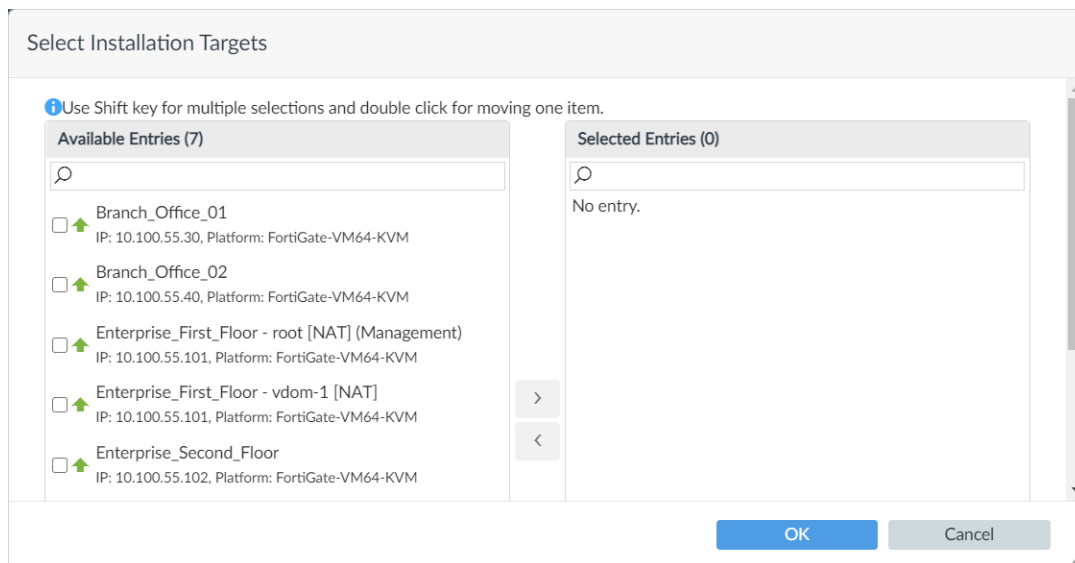 Select Installation Targets
Use Shift key for multiple selections and double click for moving one item.
Available Entries (7)
Selected Entries (0)
No entry.
Branch_Office_01
IP: 10.100.55.30, Platform: FortiGate-VM64-KVM
Branch_Office_02
IP: 10.100.55.40, Platform: FortiGate-VM64-KVM
Enterprise_First_Floor - root [NAT] (Management)
IP: 10.100.55.101, Platform: FortiGate-VM64-KVM
Enterprise_First_Floor - vdom-1 [NAT]
IP: 10.100.55.101, Platform: FortiGate-VM64-KVM
Enterprise_Second_Floor
IP: 10.100.55.102, Platform: FortiGate-VM64-KVM
>
<
OK
Cancel